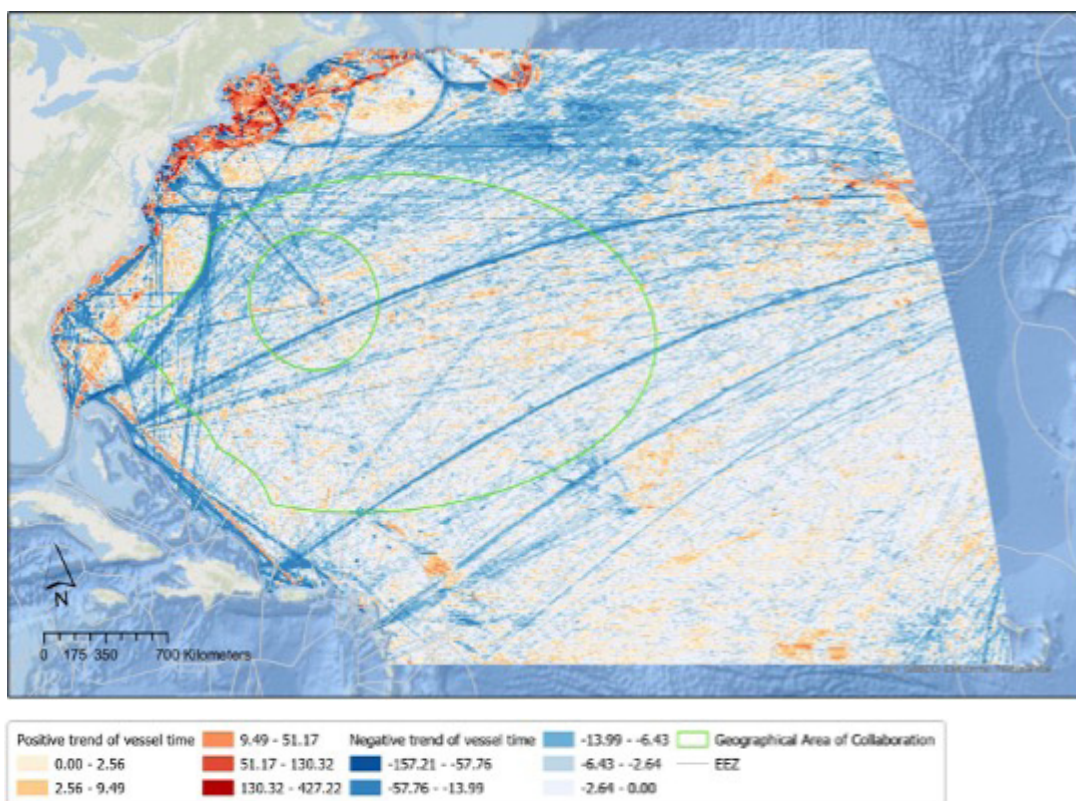 N
0 175 350 700 Kilometers
Positive trend of vessel time
0.00 - 2.56
2.56 - 9.49
9.49 - 51.17
51.17 - 130.32
130.32 - 427.22
Negative trend of vessel time
-157.21 - -57.76
-57.76 - -13.99
-13.99 - -6.43
-6.43 - -2.64
-2.64 - 0.00
Geographical Area of Collaboration
EEZ